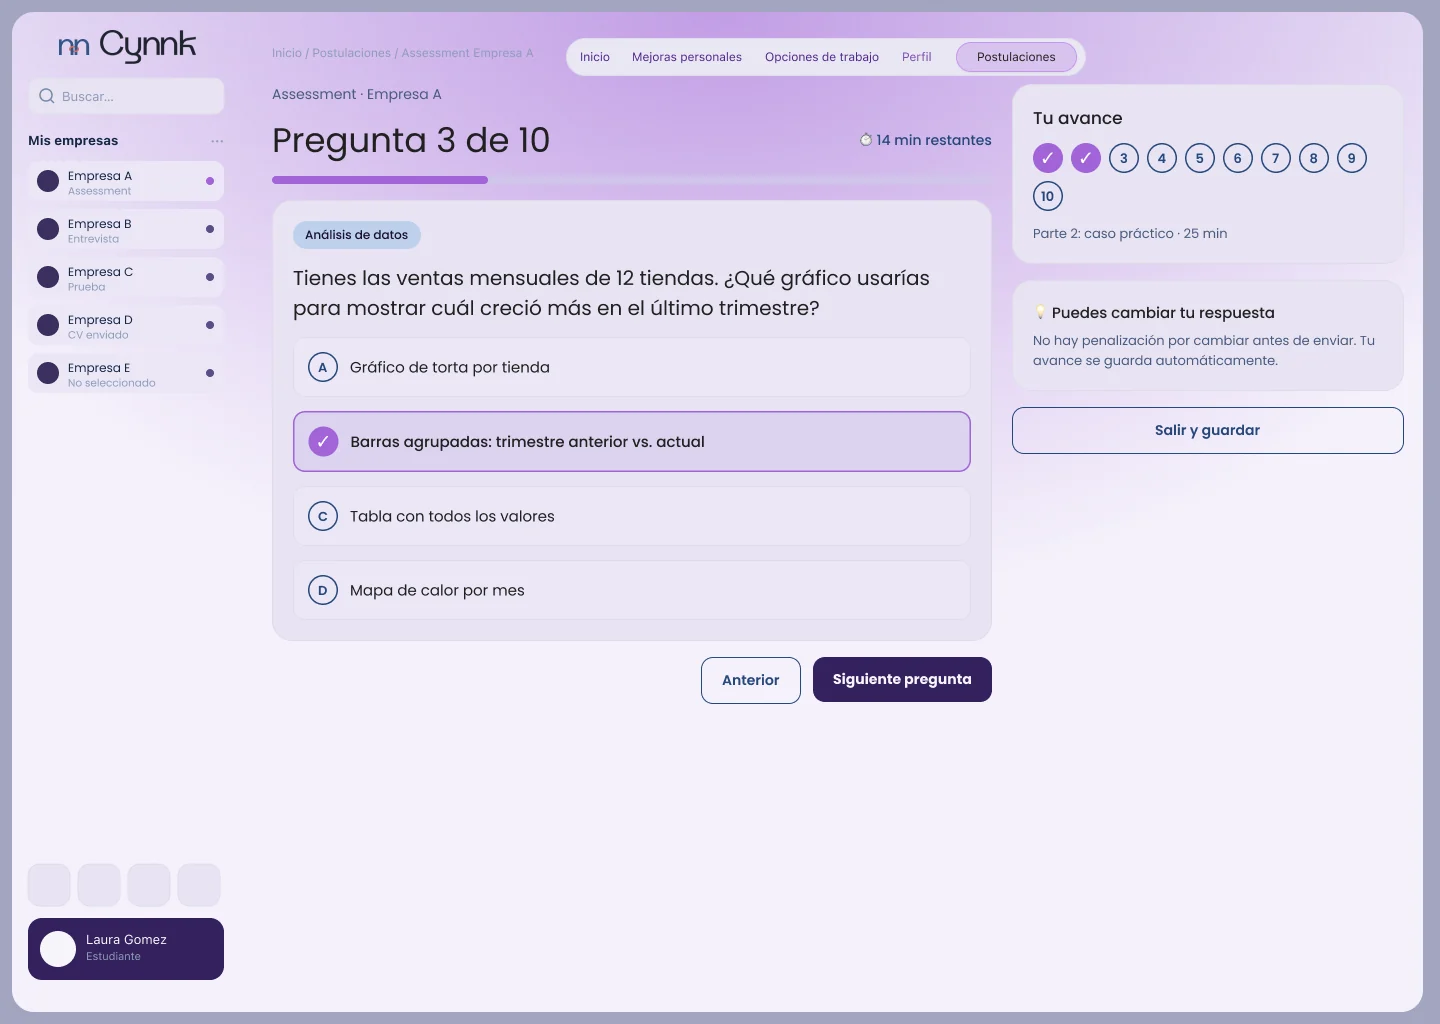 Cynnk
Buscar...
Mis empresas
Empresa A
Assessment
Empresa B
Entrevista
Empresa C
Prueba
Empresa D
CV enviado
Empresa E
No seleccionado
Laura Gomez
Estudiante
Inicio / Postulaciones / Assessment Empresa A
Inicio
Mejoras personales
Opciones de trabajo
Perfil
Postulaciones
Assessment · Empresa A
Pregunta 3 de 10
⏱ 14 min restantes
Análisis de datos
Tienes las ventas mensuales de 12 tiendas. ¿Qué gráfico usarías
para mostrar cuál creció más en el último trimestre?
A Gráfico de torta por tienda
✓ Barras agrupadas: trimestre anterior vs. actual
C Tabla con todos los valores
D Mapa de calor por mes
Anterior
Siguiente pregunta
Tu avance
✓ ✓ 3 4 5 6 7 8 9
10
Parte 2: caso práctico · 25 min
💡 Puedes cambiar tu respuesta
No hay penalización por cambiar antes de enviar. Tu
avance se guarda automáticamente.
Salir y guardar